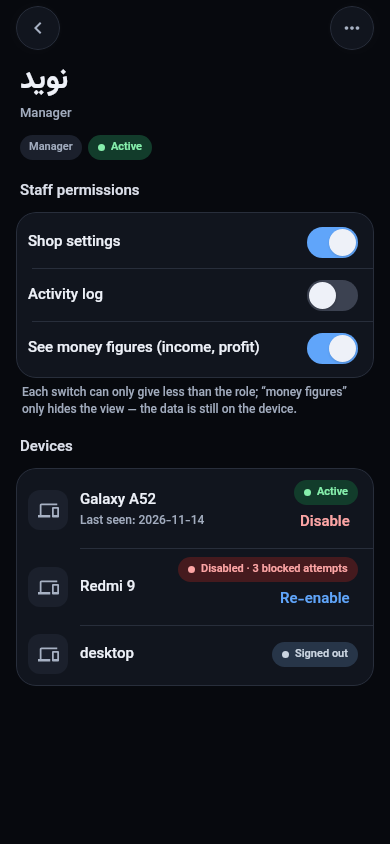 نوید
Manager
Manager
Active
Staff permissions
Shop settings
Activity log
See money figures (income, profit)
Each switch can only give less than the role; “money figures”
only hides the view — the data is still on the device.
Devices
Galaxy A52
Active
Last seen: 2026-11-14
Disable
Disabled · 3 blocked attempts
Redmi 9
Re-enable
desktop
Signed out